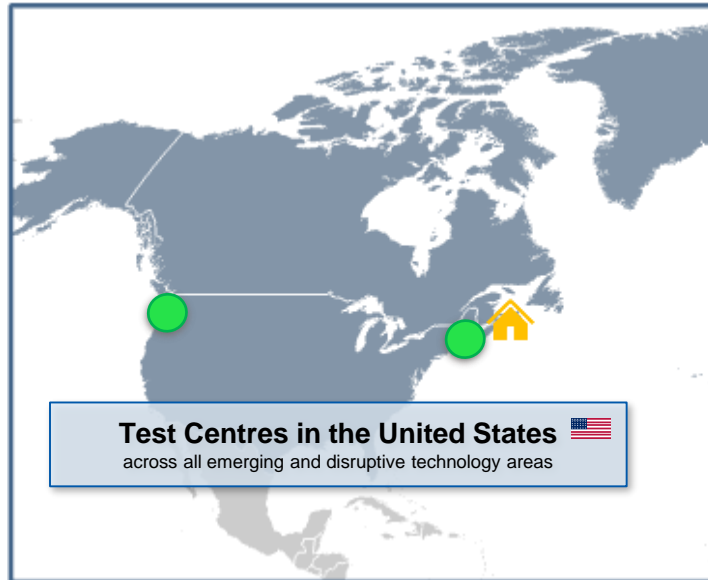 Test Centres in the United States
across all emerging and disruptive technology areas